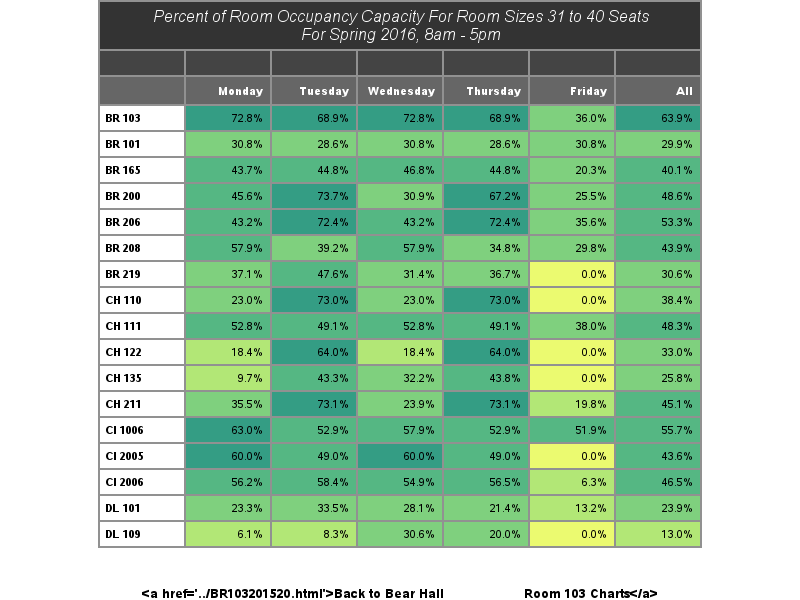 Percent of Room Occupancy Capacity For Room Sizes 31 to 40 Seats
For Spring 2016, 8am - 5pm
Monday Tuesday Wednesday Thursday Friday All
BR 103 72.8% 68.9% 72.8% 68.9% 36.0% 63.9%
BR 101 30.8% 28.6% 30.8% 28.6% 30.8% 29.9%
BR 165 43.7% 44.8% 46.8% 44.8% 20.3% 40.1%
BR 200 45.6% 73.7% 30.9% 67.2% 25.5% 48.6%
BR 206 43.2% 72.4% 43.2% 72.4% 35.6% 53.3%
BR 208 57.9% 39.2% 57.9% 34.8% 29.8% 43.9%
BR 219 37.1% 47.6% 31.4% 36.7% 0.0% 30.6%
CH 110 23.0% 73.0% 23.0% 73.0% 0.0% 38.4%
CH 111 52.8% 49.1% 52.8% 49.1% 38.0% 48.3%
CH 122 18.4% 64.0% 18.4% 64.0% 0.0% 33.0%
CH 135 9.7% 43.3% 32.2% 43.8% 0.0% 25.8%
CH 211 35.5% 73.1% 23.9% 73.1% 19.8% 45.1%
CI 1006 63.0% 52.9% 57.9% 52.9% 51.9% 55.7%
CI 2005 60.0% 49.0% 60.0% 49.0% 0.0% 43.6%
CI 2006 56.2% 58.4% 54.9% 56.5% 6.3% 46.5%
DL 101 23.3% 33.5% 28.1% 21.4% 13.2% 23.9%
DL 109 6.1% 8.3% 30.6% 20.0% 0.0% 13.0%
<a href='../BR103201520.html'>Back to Bear Hall Room 103 Charts</a>